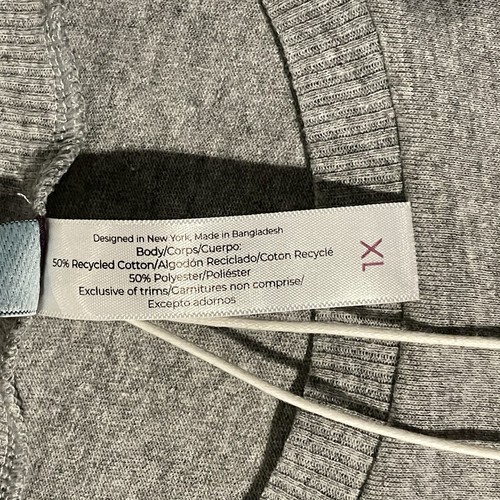 Designed in New York, Made in Bangladesh
Body/Corps/Cuerpo:
50% Recycled Cotton/Algodón Reciclado/Coton Recyclé
50% Polyester/Poliéster
Exclusive of trims/Garnitures non comprise/
Excepto adornos
XL